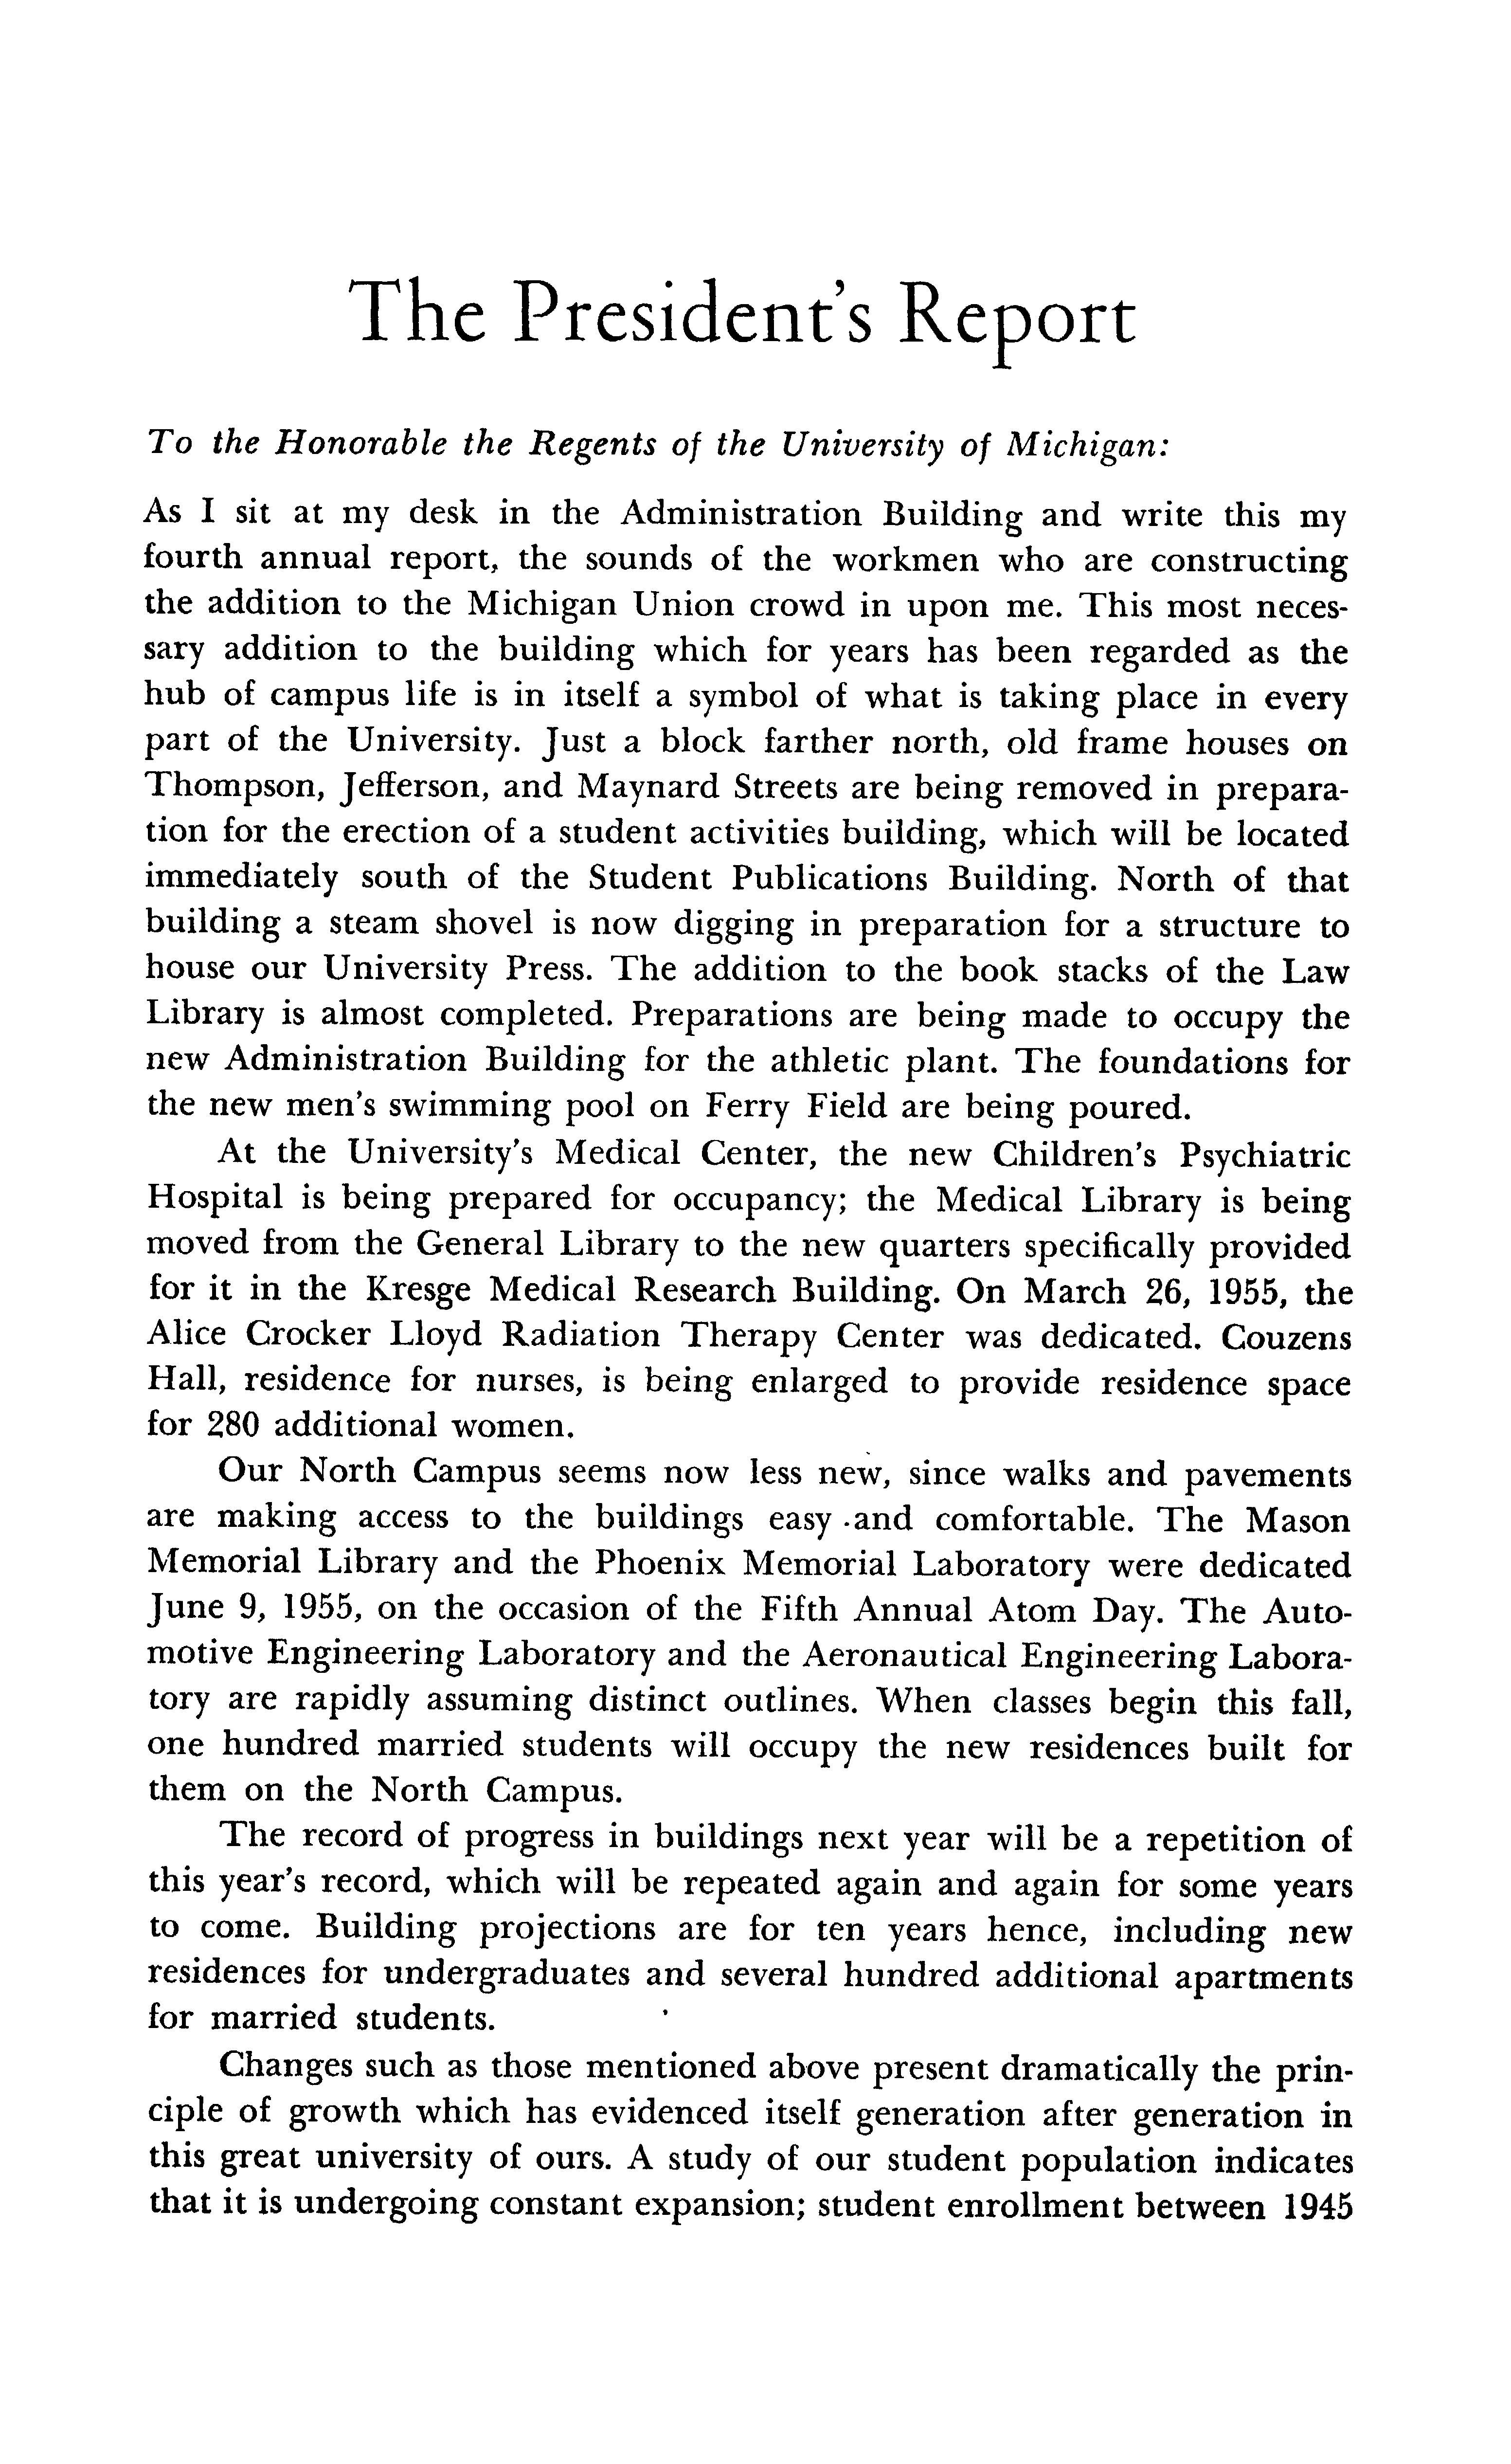 The President's Report
To the Honorable the Regents of the University of Michigan:
As I sit at my desk in the Administration Building and write this my
fourth annual report, the sounds of the workmen who are constructing
the addition to the Michigan Union crowd in upon me. This most neces-
sary addition to the building which for years has been regarded as the
hub of campus life is in itself a symbol of what is taking place in every
part of the University. Just a block farther north, old frame houses on
Thompson, Jefferson, and Maynard Streets are being removed in prepara-
tion for the erection of a student activities building, which will be located
immediately south of the Student Publications Building. North of that
building a steam shovel is now digging in preparation for a structure to
house our University Press. The addition to the book stacks of the Law
Library is almost completed. Preparations are being made to occupy the
new Administration Building for the athletic plant. The foundations for
the new men's swimming pool on Ferry Field are being poured.
At the University's Medical Center, the new Children's Psychiatric
Hospital is being prepared for occupancy; the Medical Library is being
moved from the General Library to the new quarters specifically provided
for it in the Kresge Medical Research Building. On March 26, 1955, the
Alice Crocker Lloyd Radiation Therapy Center was dedicated. Couzens
Hall, residence for nurses, is being enlarged to provide residence space
for 280 additional women.
Our North Campus seems now less new, since walks and pavements
are making access to the buildings easy and comfortable. The Mason
Memorial Library and the Phoenix Memorial Laboratory were dedicated
June 9, 1955, on the occasion of the Fifth Annual Atom Day. The Auto-
motive Engineering Laboratory and the Aeronautical Engineering Labora-
tory are rapidly assuming distinct outlines. When classes begin this fall,
one hundred married students will occupy the new residences built for
them on the North Campus.
The record of progress in buildings next year will be a repetition of
this year's record, which will be repeated again and again for some years
to come. Building projections are for ten years hence, including new
residences for undergraduates and several hundred additional apartments
for married students.
Changes such as those mentioned above present dramatically the prin-
ciple of growth which has evidenced itself generation after generation in
this great university of ours. A study of our student population indicates
that it is undergoing constant expansion; student enrollment between 1945